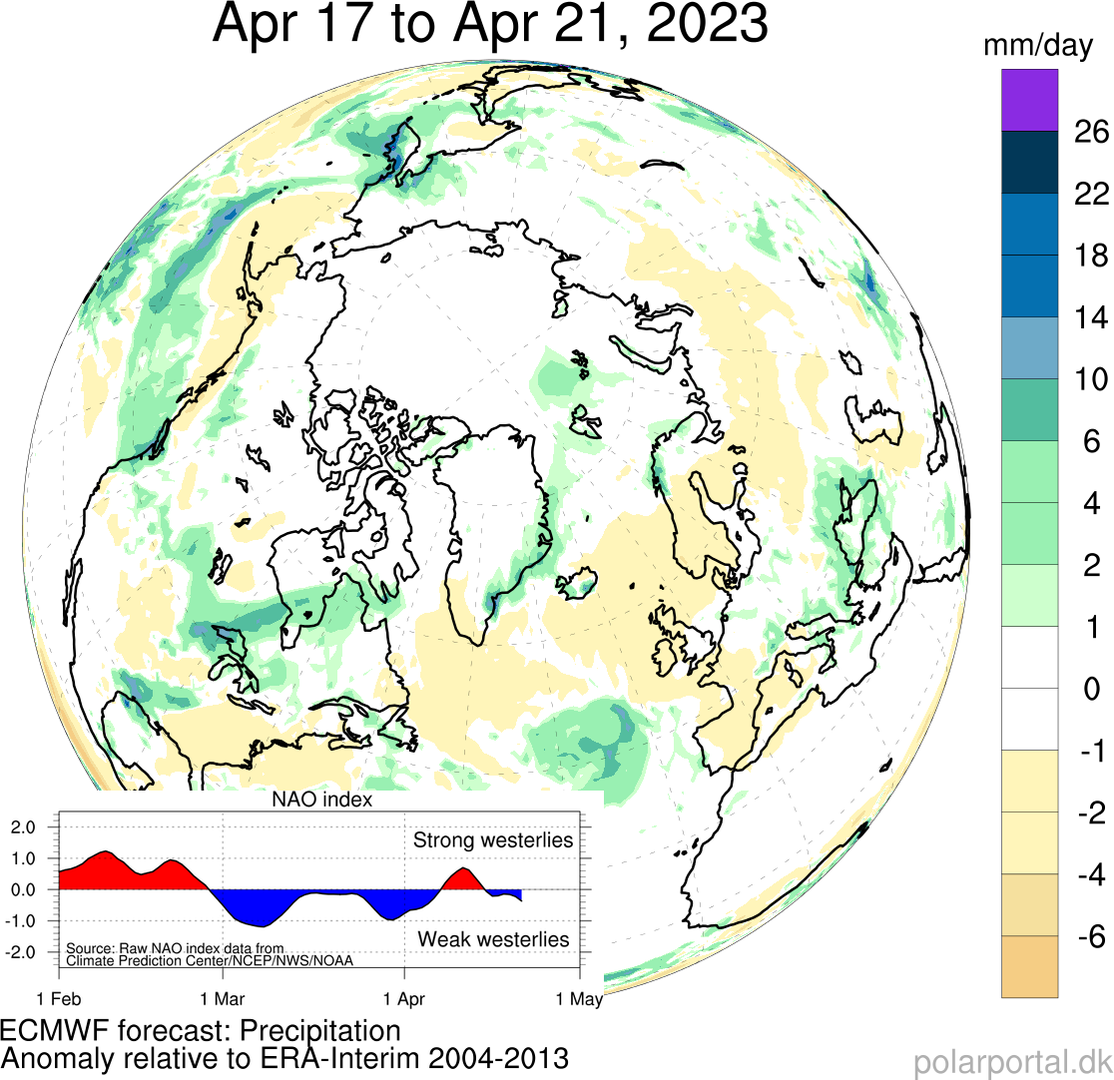 Apr 17 to Apr 21, 2023
mm/day
26
22
18
14
10
6
4
2
1
0
-1
-2
-4
-6
NAO index
2.0
1.0
0.0
-1.0
-2.0
Strong westerlies
Weak westerlies
Source: Raw NAO index data from
Climate Prediction Center/NCEP/NWS/NOAA
1 Feb
1 Mar
1 Apr
1 May
ECMWF forecast: Precipitation
Anomaly relative to ERA-Interim 2004-2013
polarportal.dk